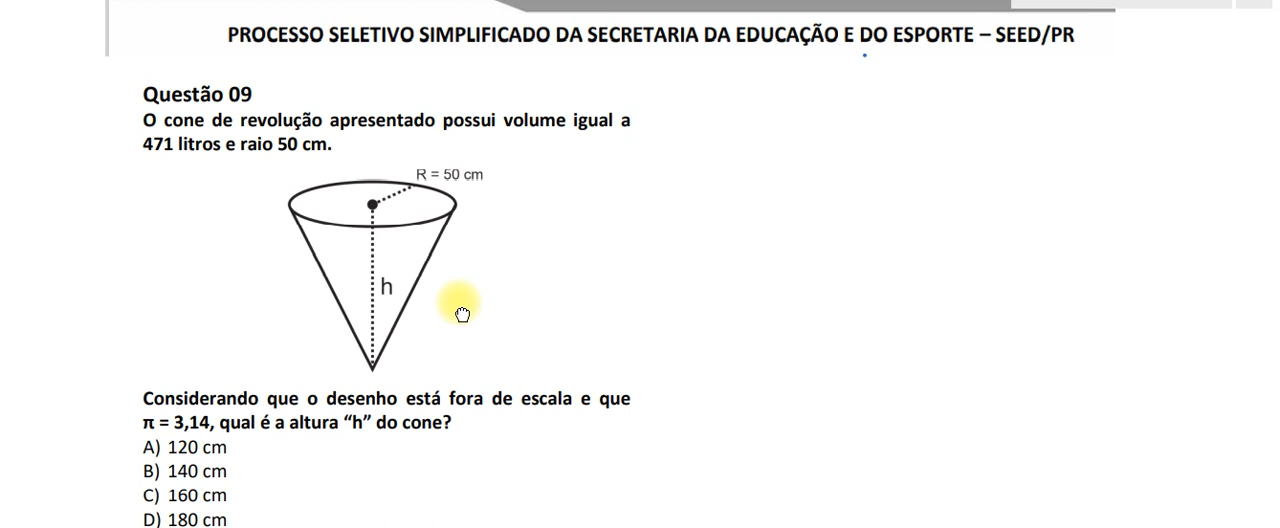 PROCESSO SELETIVO SIMPLIFICADO DA SECRETARIA DA EDUCAÇÃO E DO ESPORTE – SEED/PR
Questão 09
O cone de revolução apresentado possui volume igual a
471 litros e raio 50 cm.
R = 50 cm
h
Considerando que o desenho está fora de escala e que
π = 3,14, qual é a altura “h” do cone?
A) 120 cm
B) 140 cm
C) 160 cm
D) 180 cm